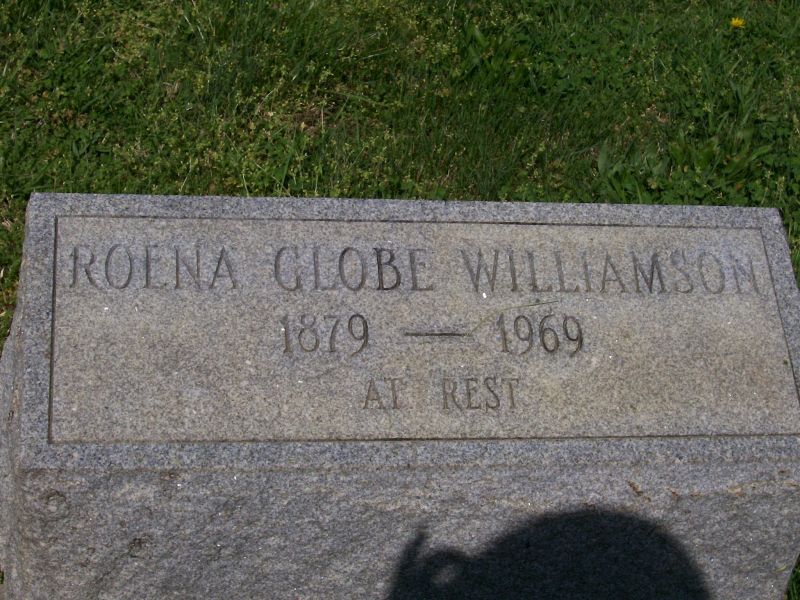 ROENA GLOBE WILLIAMSON
1879 — 1969
AT REST